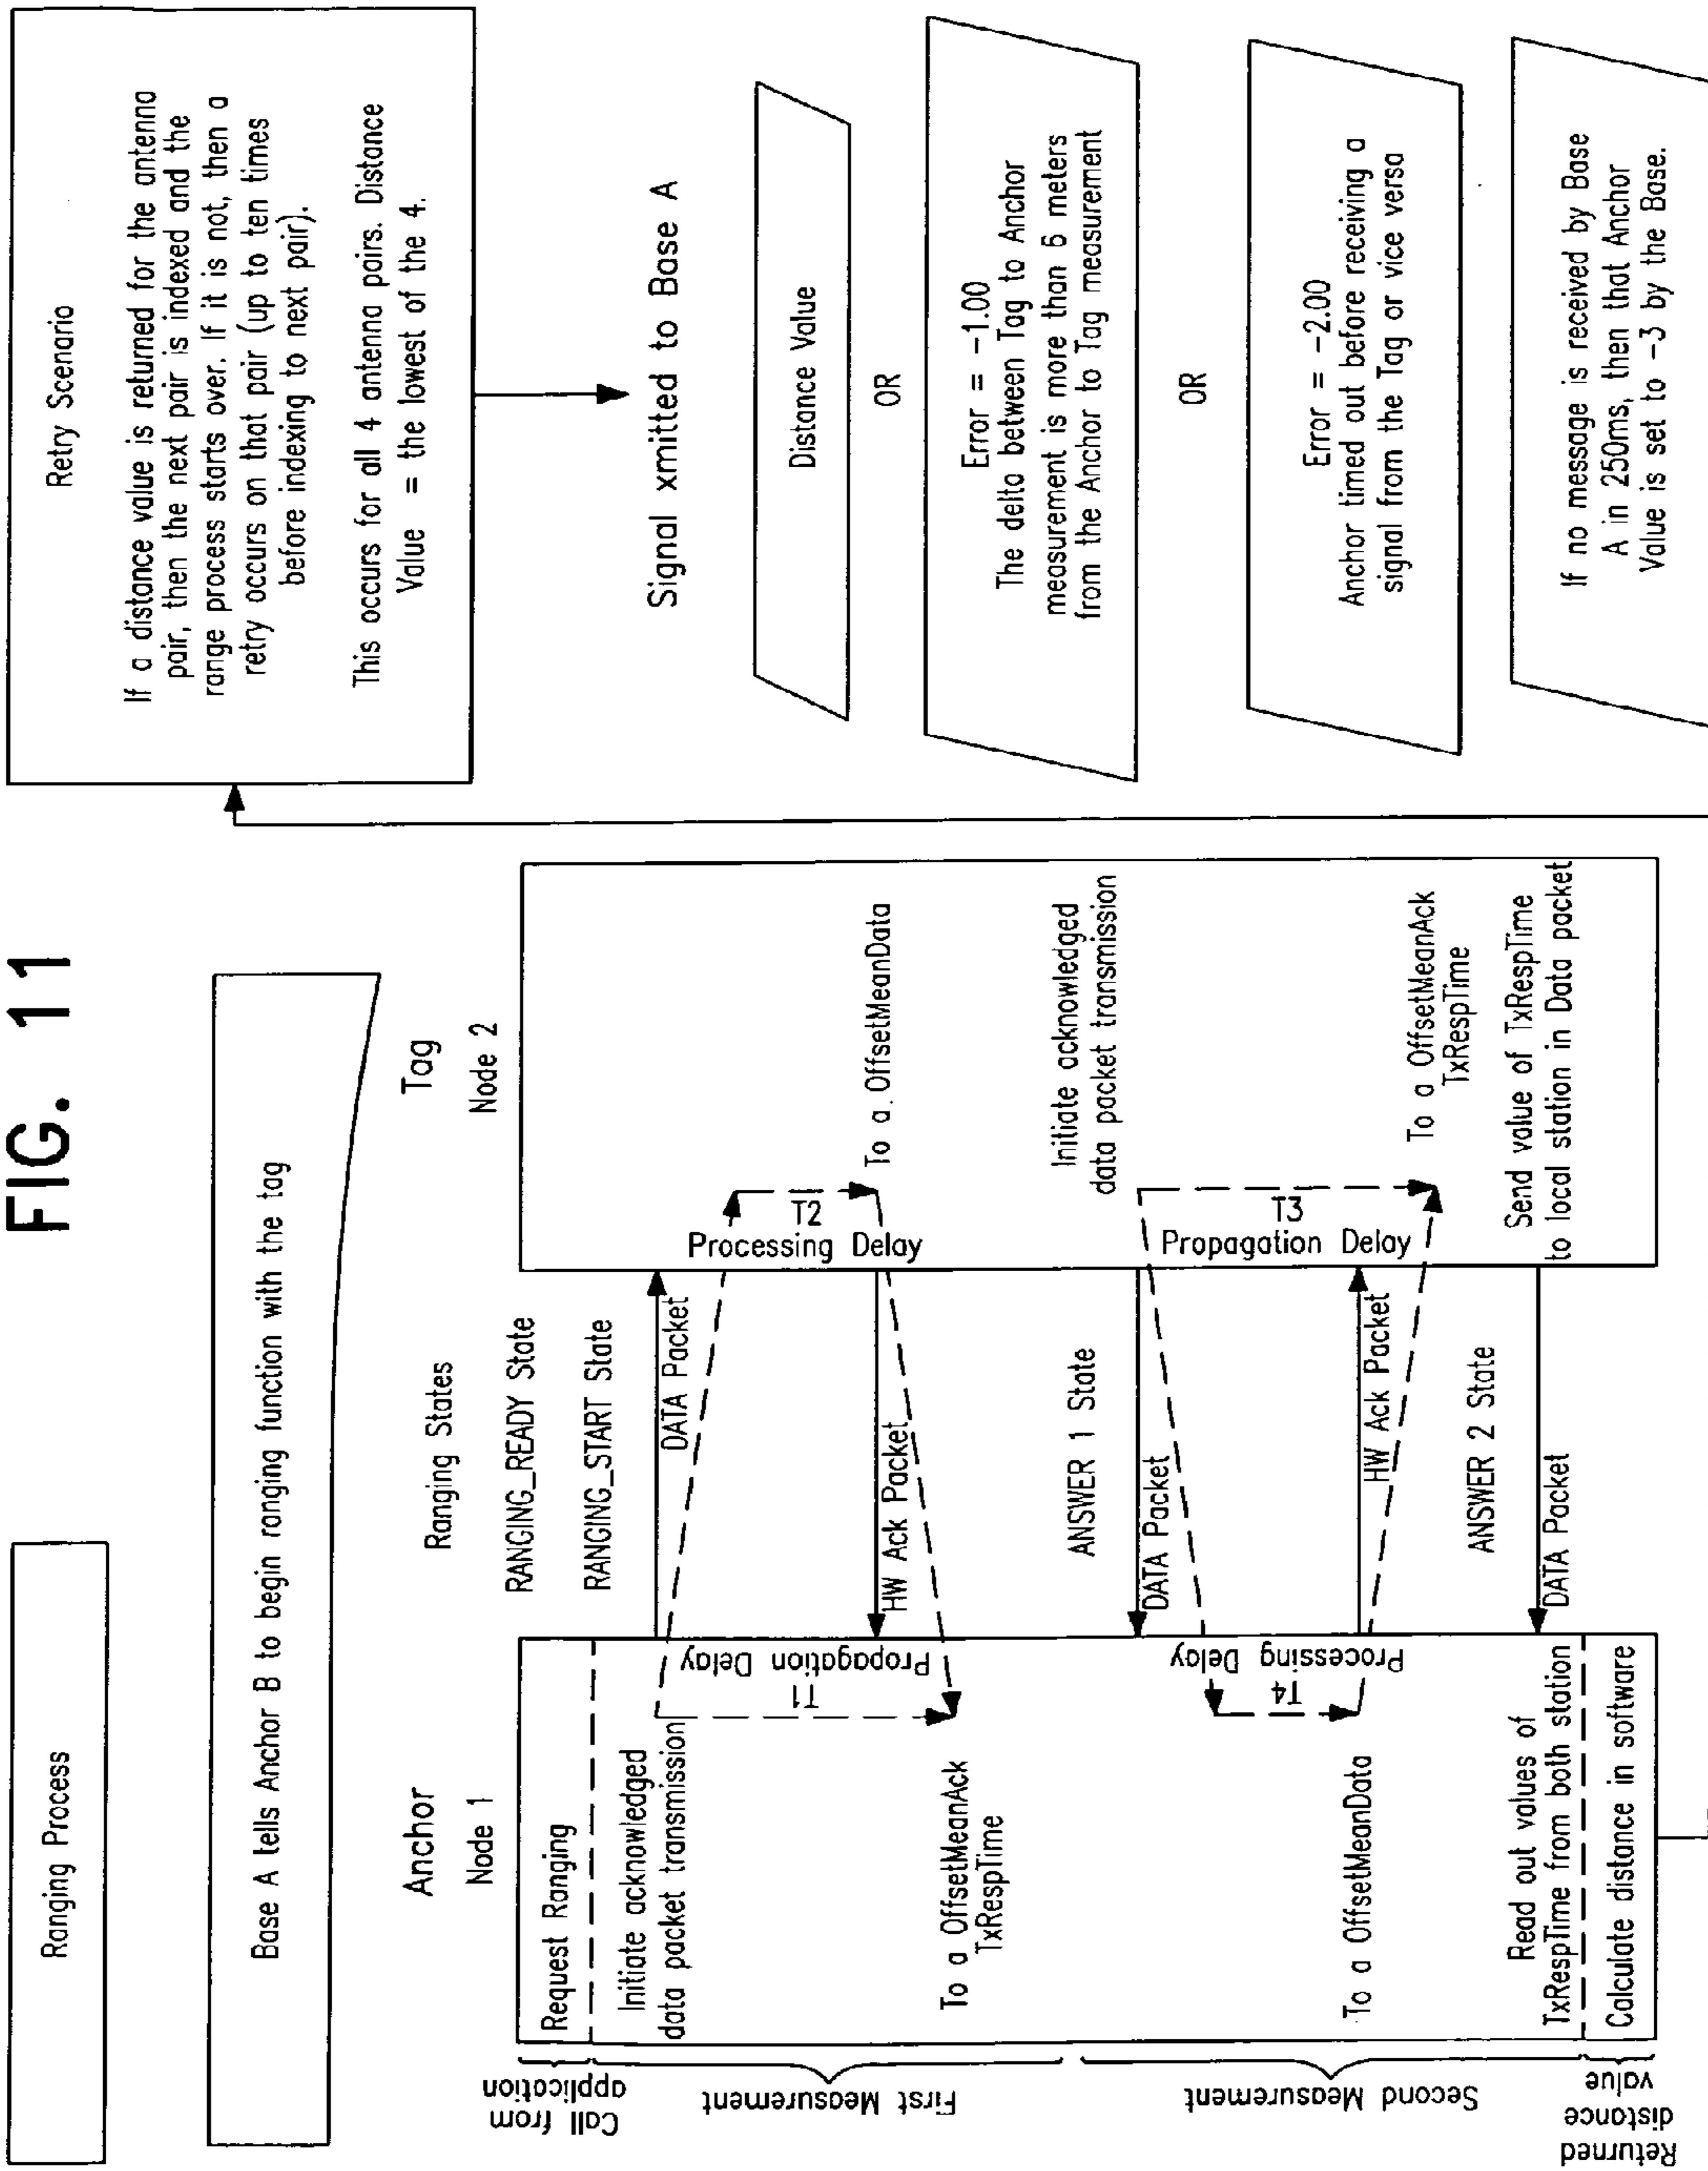 FIG. 11
Ranging Process
Base A tells Anchor B to begin ranging function with the tag
Anchor
Node 1
Ranging States
Tag
Node 2
Call from
application
Request Ranging
RANGING_READY State
First Measurement
Initiate acknowledged
data packet transmission
RANGING_START State
DATA Packet
T1
Propagation Delay
T2
Processing Delay
To a. OffsetMeanData
HW Ack Packet
To a OffsetMeanAck
TxRespTime
Second Measurement
ANSWER 1 State
Initiate acknowledged
data packet transmission
DATA Packet
T4
Processing Delay
T3
Propagation Delay
To a OffsetMeanData
HW Ack Packet
To a OffsetMeanAck
TxRespTime
ANSWER 2 State
Send value of TxRespTime
to local station in Data packet
DATA Packet
Read out values of
TxRespTime from both station
Returned
distance
value
Calculate distance in software
Retry Scenario
If a distance value is returned for the antenna
pair, then the next pair is indexed and the
range process starts over. If it is not, then a
retry occurs on that pair (up to ten times
before indexing to next pair).
This occurs for all 4 antenna pairs. Distance
Value = the lowest of the 4.
Signal xmitted to Base A
Distance Value
OR
Error = -1.00
The delta between Tag to Anchor
measurement is more than 6 meters
from the Anchor to Tag measurement
OR
Error = -2.00
Anchor timed out before receiving a
signal from the Tag or vice versa
If no message is received by Base
A in 250ms, then that Anchor
Value is set to -3 by the Base.